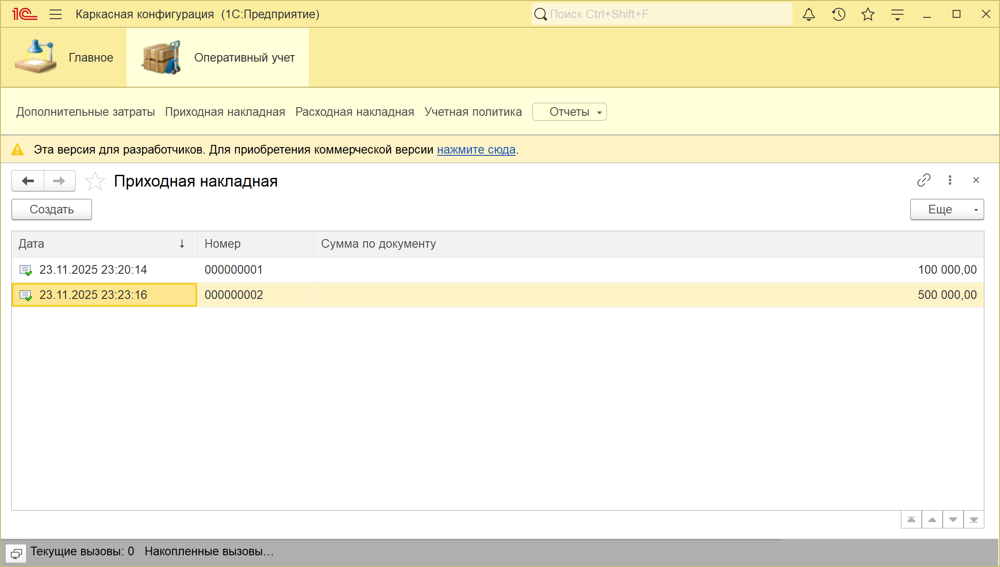 1С Каркасная конфигурация (1С:Предприятие) Поиск Ctrl+Shift+F
Главное Оперативный учет
Дополнительные затраты Приходная накладная Расходная накладная Учетная политика Отчеты
Эта версия для разработчиков. Для приобретения коммерческой версии нажмите сюда.
Приходная накладная
Создать Еще
Дата Номер Сумма по документу
23.11.2025 23:20:14 000000001 100 000,00
23.11.2025 23:23:16 000000002 500 000,00
Текущие вызовы: 0 Накопленные вызовы…